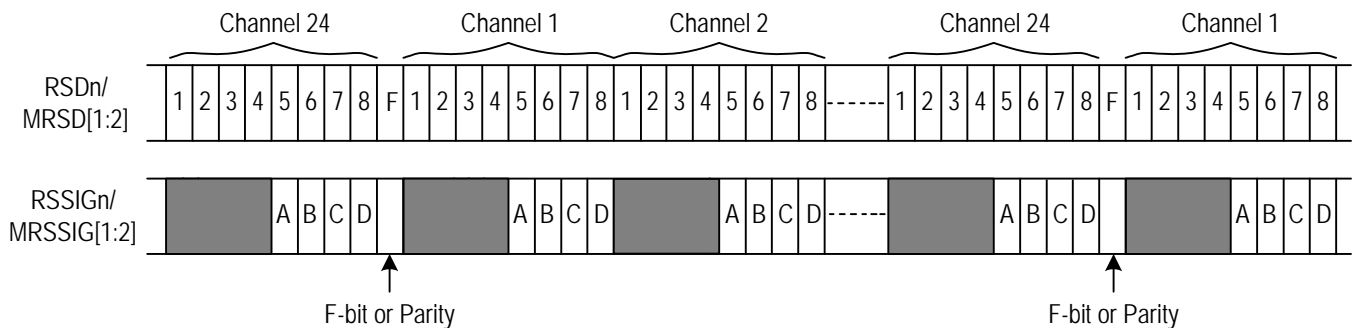 Channel 24 Channel 1 Channel 2 Channel 24 Channel 1
RSDn/
MRSD[1:2]
1 2 3 4 5 6 7 8 F 1 2 3 4 5 6 7 8 1 2 3 4 5 6 7 8 1 2 3 4 5 6 7 8 F 1 2 3 4 5 6 7 8
RSSIGn/
MRSSIG[1:2]
A B C D A B C D A B C D A B C D A B C D
F-bit or Parity F-bit or Parity